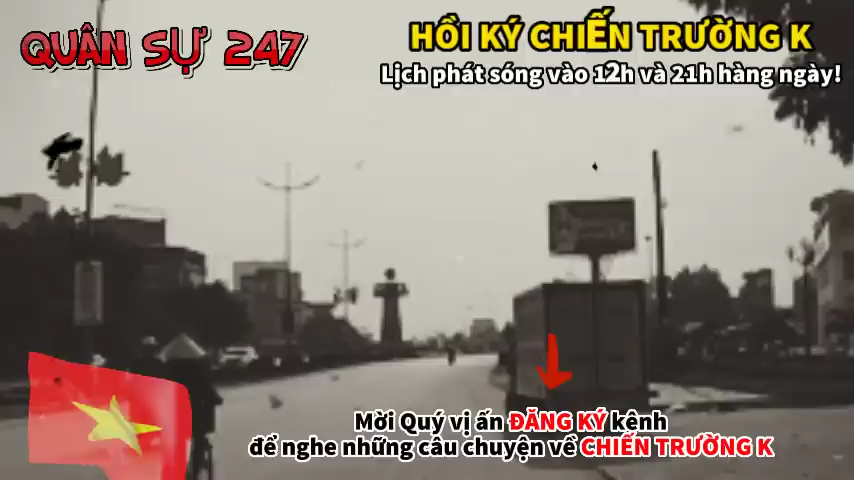 QUÂN SỰ 247
HỒI KÝ CHIẾN TRƯỜNG K
Lịch phát sóng vào 12h và 21h hàng ngày!
Mời Quý vị ấn ĐĂNG KÝ kênh
để nghe những câu chuyện về CHIẾN TRƯỜNG K